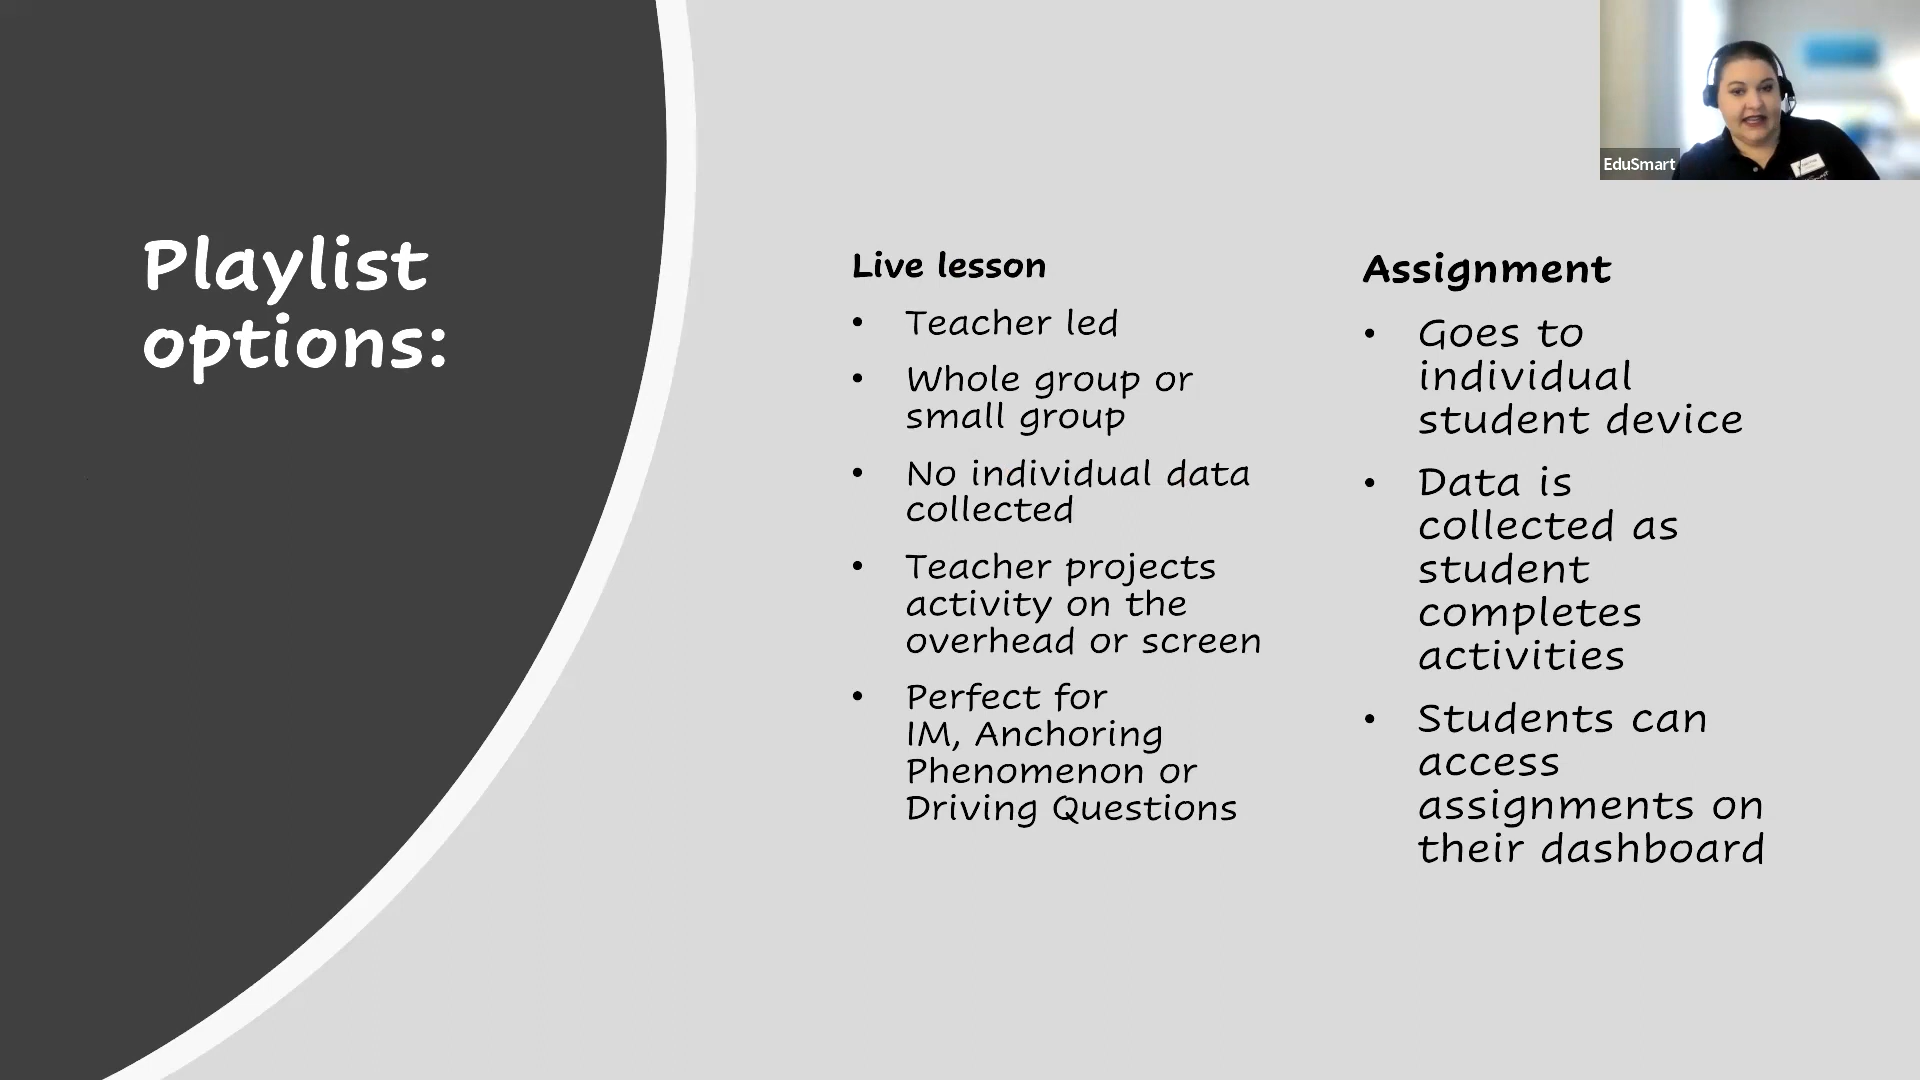 Playlist
options:
Live lesson
• Teacher led
• Whole group or
small group
• No individual data
collected
• Teacher projects
activity on the
overhead or screen
• Perfect for
IM, Anchoring
Phenomenon or
Driving Questions
Assignment
• Goes to
individual
student device
• Data is
collected as
student
completes
activities
• Students can
access
assignments on
their dashboard
EduSmart